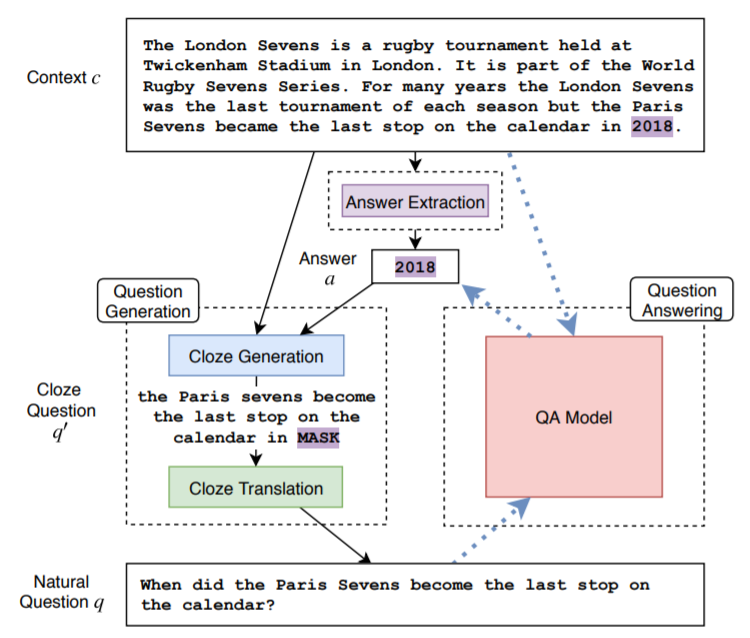 The London Sevens is a rugby tournament held at
Twickenham Stadium in London. It is part of the World
Rugby Sevens Series. For many years the London Sevens
was the last tournament of each season but the Paris
Sevens became the last stop on the calendar in 2018.
Context c
Answer Extraction
Answer
a
2018
Question
Generation
Question
Answering
Cloze Generation
the Paris sevens become
the last stop on the
calendar in MASK
Cloze
Question
q′
QA Model
Cloze Translation
Natural
Question q
When did the Paris Sevens become the last stop on
the calendar?